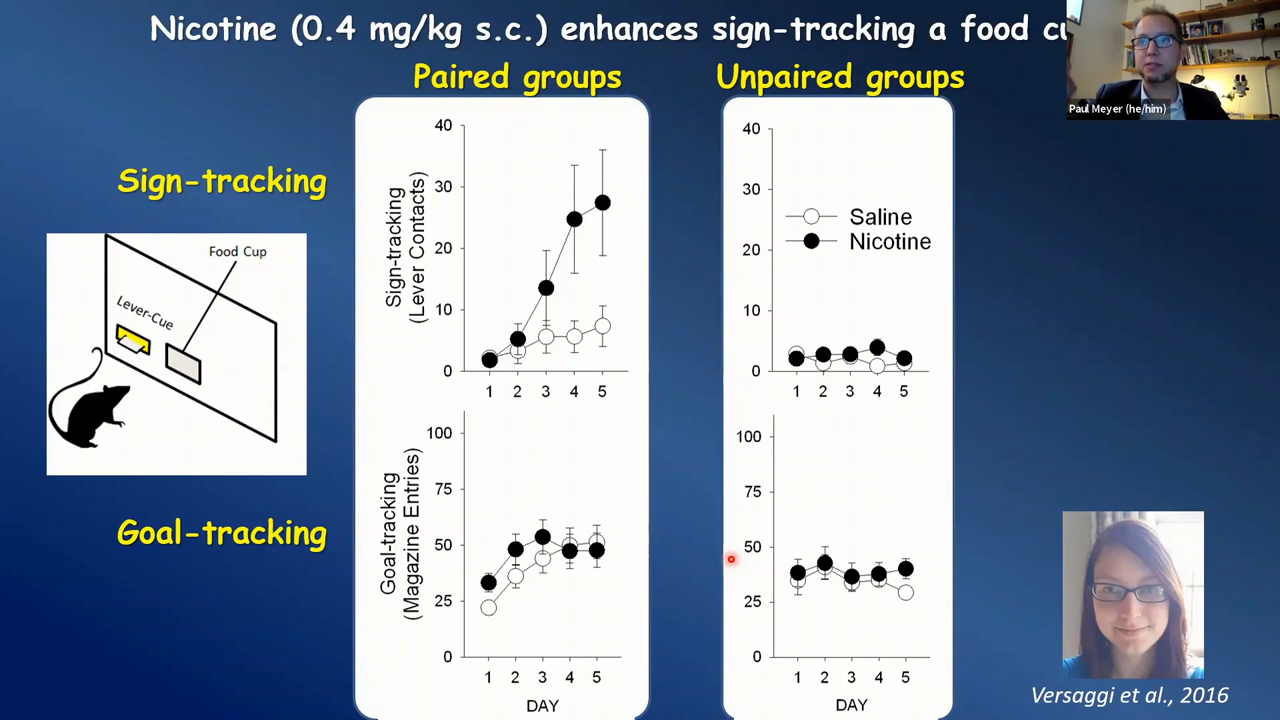 Nicotine (0.4 mg/kg s.c.) enhances sign-tracking a food
Paul Meyer (he/him)
Paired groups
Unpaired groups
Sign-tracking
Food Cup
Lever-Cue
Goal-tracking
Sign-tracking
(Lever Contacts)
40
30
20
10
0
1 2 3 4 5
40
30
20
10
0
Saline
Nicotine
1 2 3 4 5
Goal-tracking
(Magazine Entries)
100
75
50
25
0
1 2 3 4 5
DAY
100
75
50
25
0
1 2 3 4 5
DAY
Versaggi et al., 2016